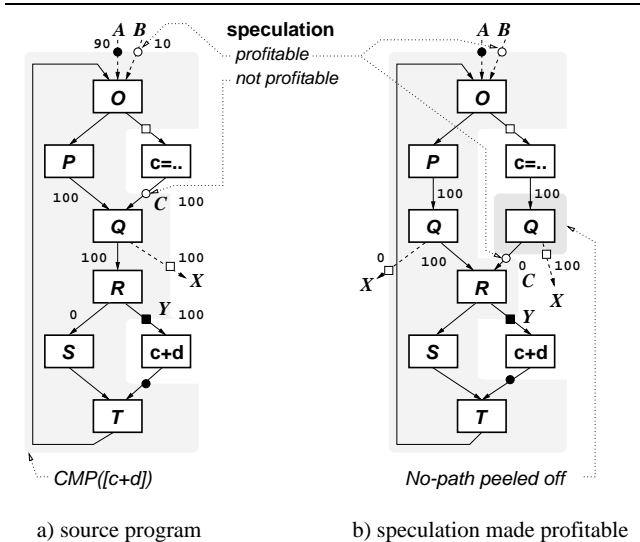 A B
90 10
speculation
profitable
not profitable
O
P
c=..
100
C
100
Q
100
100
X
R
Y
0
100
S
c+d
T
CMP([c+d])
a) source program
A B
O
P
c=..
100
100
Q
Q
0
100
X
0
100
C
X
R
Y
S
c+d
T
No-path peeled off
b) speculation made profitable